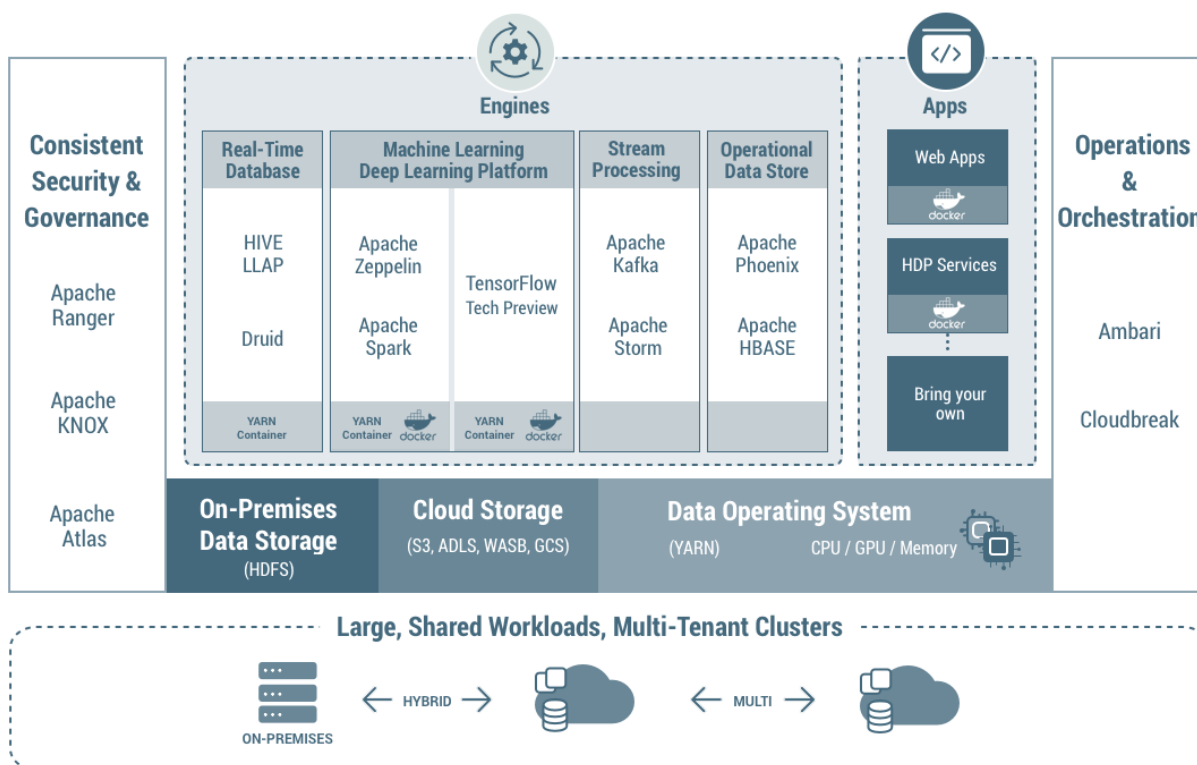 Consistent
Security &
Governance
Apache
Ranger
Apache
KNOX
Apache
Atlas
Engines
Real-Time
Database
HIVE
LLAP
Druid
YARN
Container
Machine Learning
Deep Learning Platform
Apache
Zeppelin
Apache
Spark
YARN
Container
docker
TensorFlow
Tech Preview
YARN
Container
docker
Stream
Processing
Apache
Kafka
Apache
Storm
Operational
Data Store
Apache
Phoenix
Apache
HBASE
</>
Apps
Web Apps
docker
HDP Services
docker
Bring your
own
Operations
&
Orchestration
Ambari
Cloudbreak
On-Premises
Data Storage
(HDFS)
Cloud Storage
(S3, ADLS, WASB, GCS)
Data Operating System
(YARN) CPU / GPU / Memory
Large, Shared Workloads, Multi-Tenant Clusters
ON-PREMISES
HYBRID
MULTI